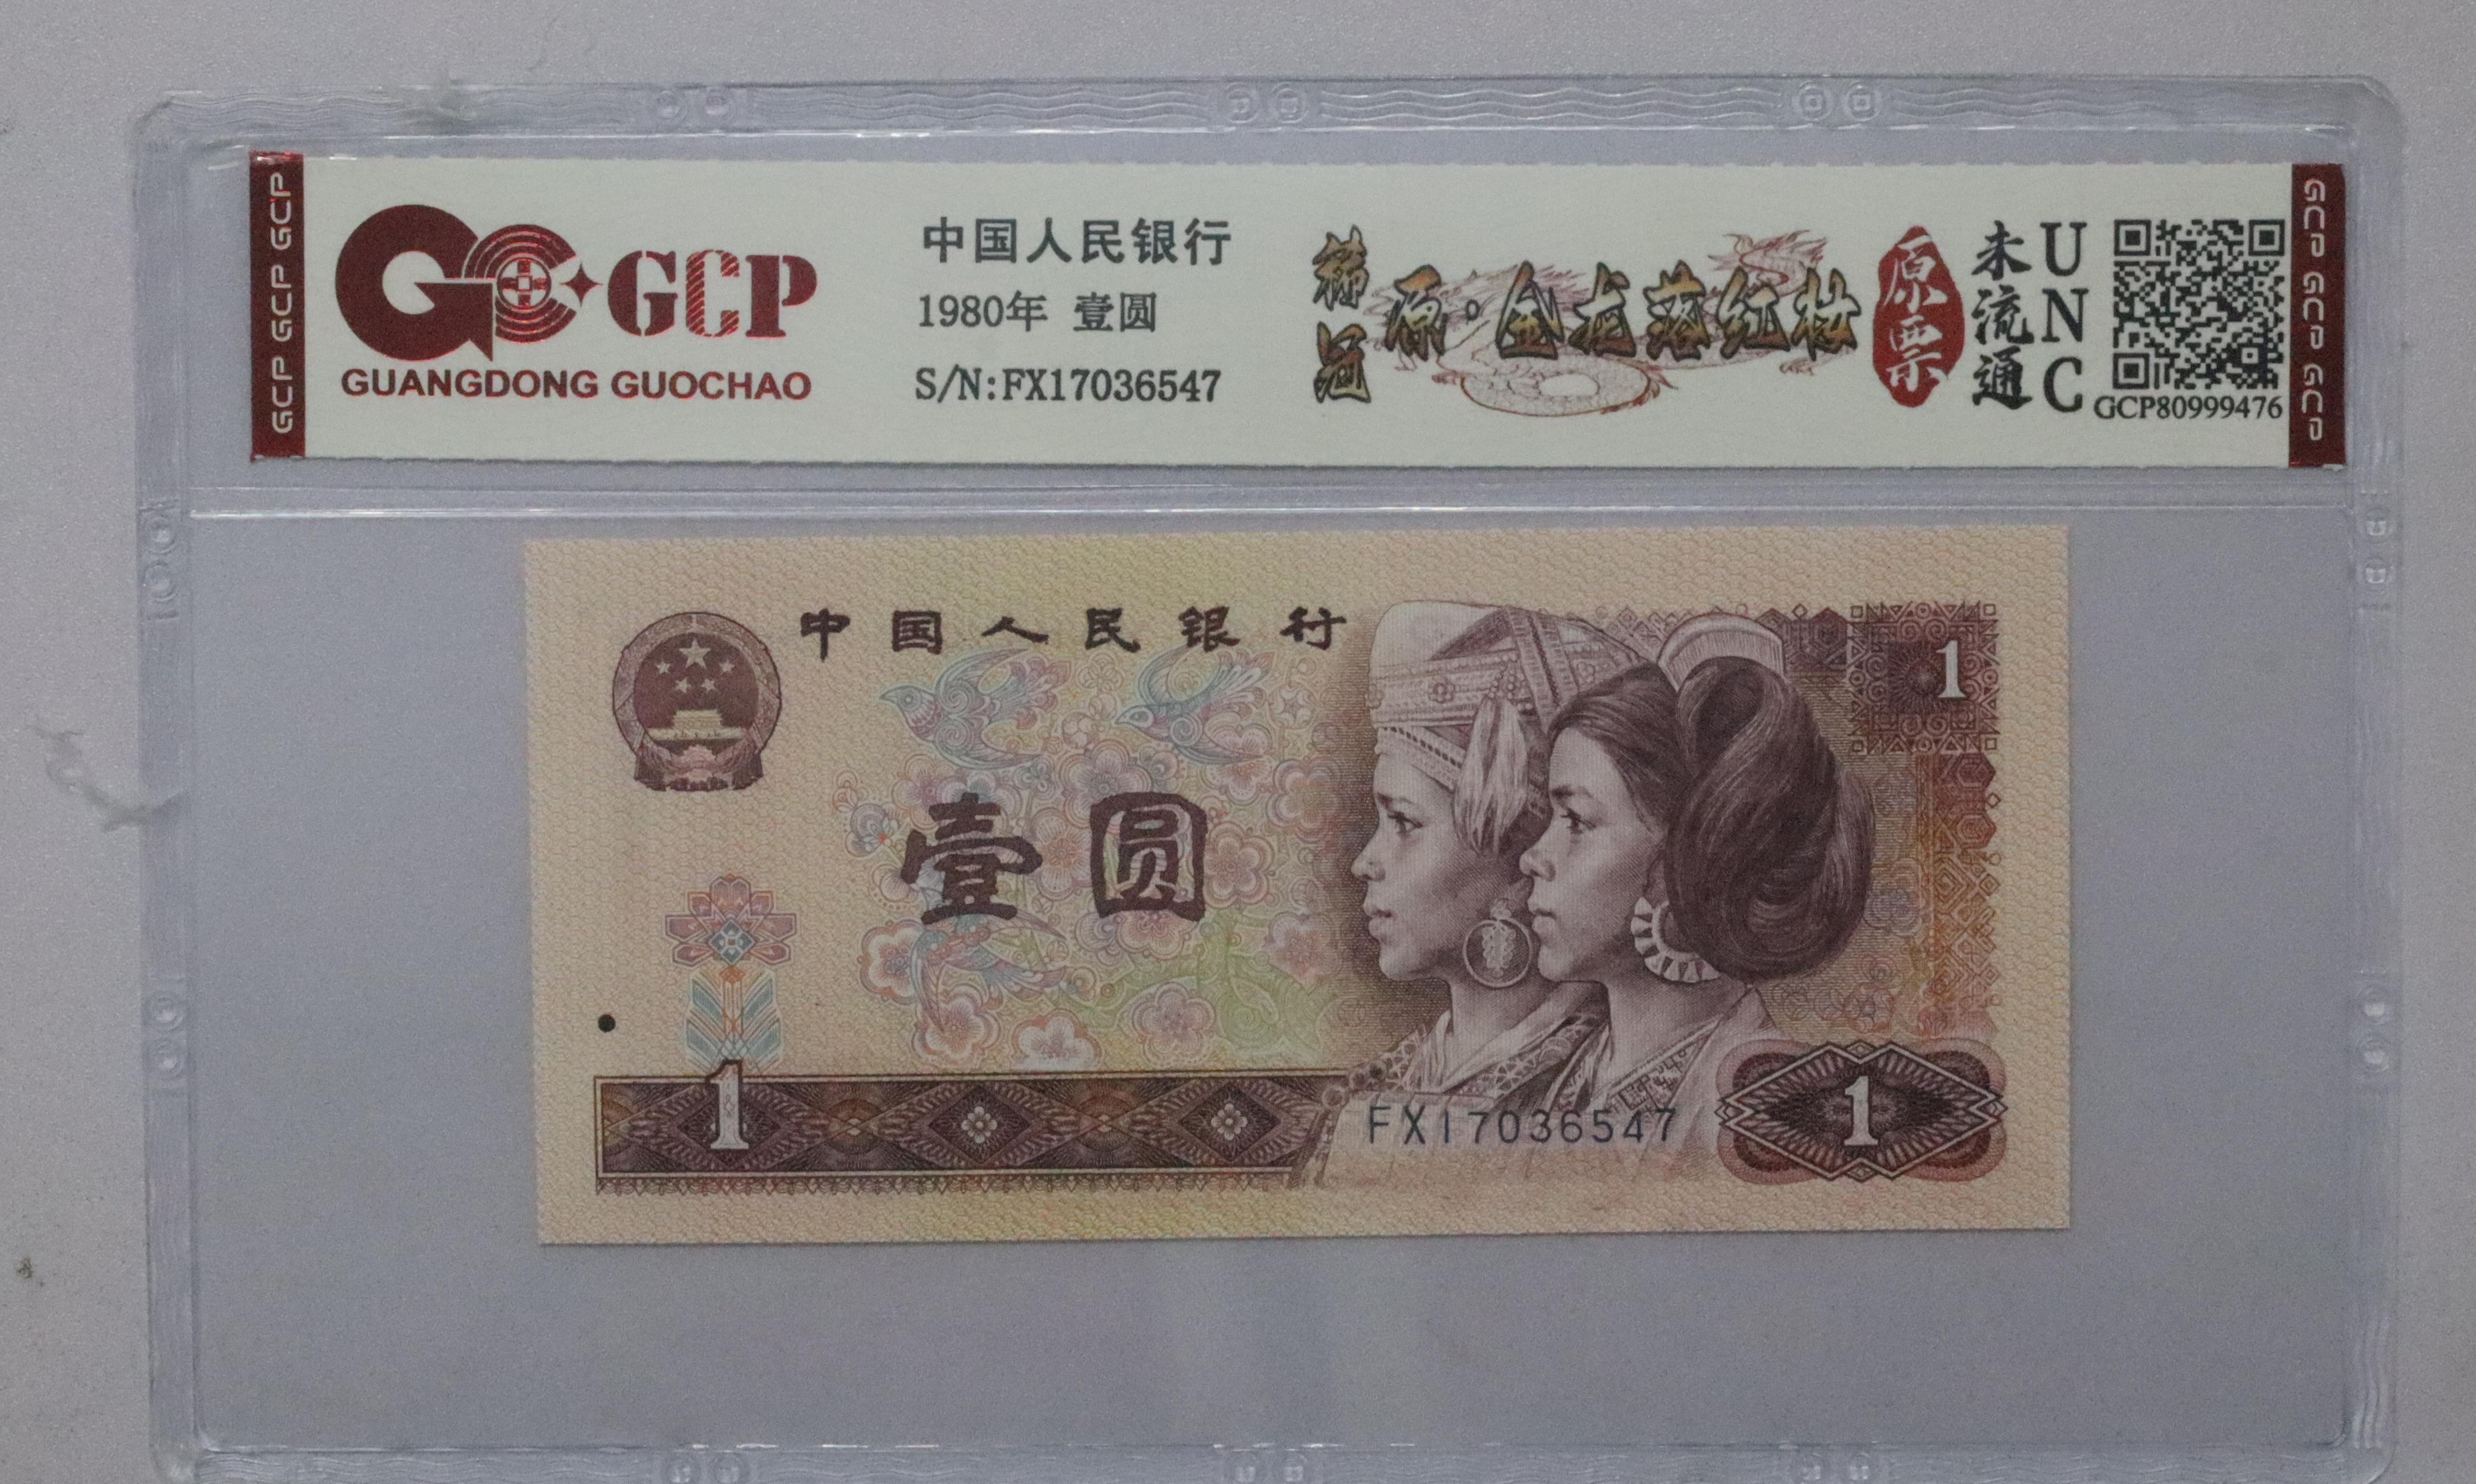 GCP GCP GCP
GCP
GUANGDONG GUOCHAO
中国人民银行
1980年 壹圆
S/N:FX17036547
原·金龙落红妆
原票
未流通
UNC
GCP80999476
GCP GCP GCP
中国人民银行
1
壹圆
1
FX17036547
1